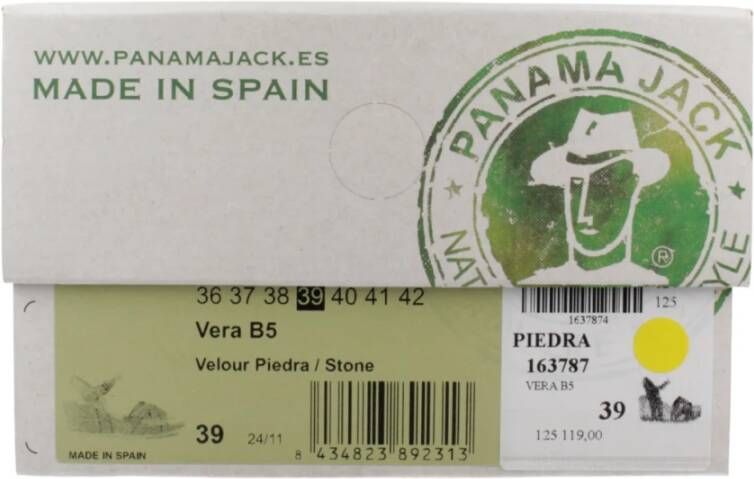 WWW.PANAMAJACK.ES
MADE IN SPAIN
★ PANAMA JACK ★
NAT
YLE
®
36 37 38 39 40 41 42
Vera B5
Velour Piedra / Stone
39
24/11
MADE IN SPAIN
8 434823 892313
125
1637874
PIEDRA
163787
VERA B5
39
125 119,00